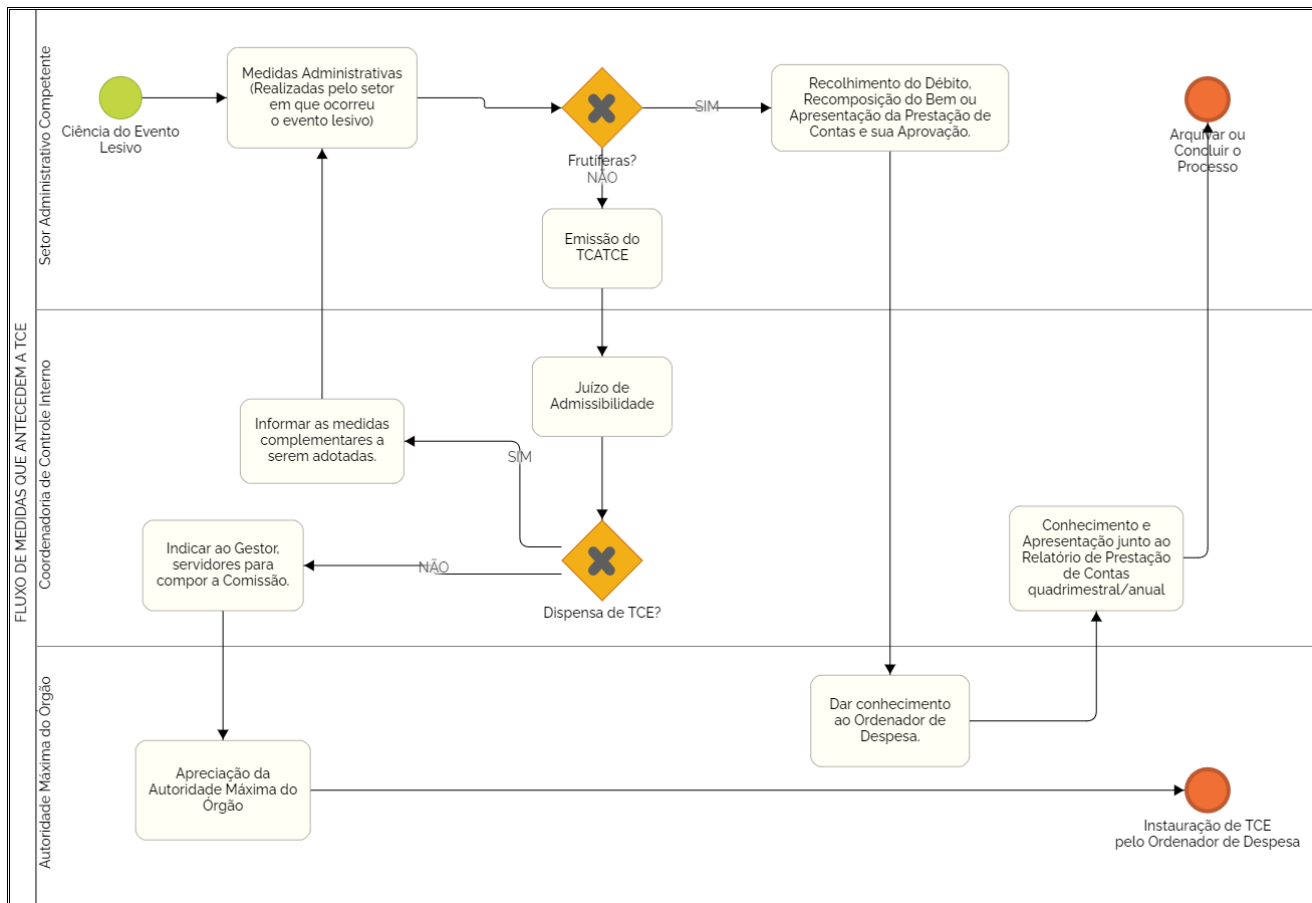 FLUXO DE MEDIDAS QUE ANTECEDEM A TCE
Setor Administrativo Competente
Ciência do Evento
Lesivo
Medidas Administrativas
(Realizadas pelo setor
em que ocorreu
o evento lesivo)
Frutíferas?
SIM
NÃO
Recolhimento do Débito,
Recomposição do Bem ou
Apresentação da Prestação de
Contas e sua Aprovação.
Arquivar ou
Concluir o
Processo
Emissão do
TCATCE
Coordenadoria de Controle Interno
Juízo de
Admissibilidade
Informar as medidas
complementares a
serem adotadas.
SIM
Indicar ao Gestor,
servidores para
compor a Comissão.
NÃO
Dispensa de TCE?
Conhecimento e
Apresentação junto ao
Relatório de Prestação
de Contas
quadrimestral/anual
Autoridade Máxima do Órgão
Dar conhecimento
ao Ordenador de
Despesa.
Apreciação da
Autoridade Máxima do
Órgão
Instauração de TCE
pelo Ordenador de Despesa